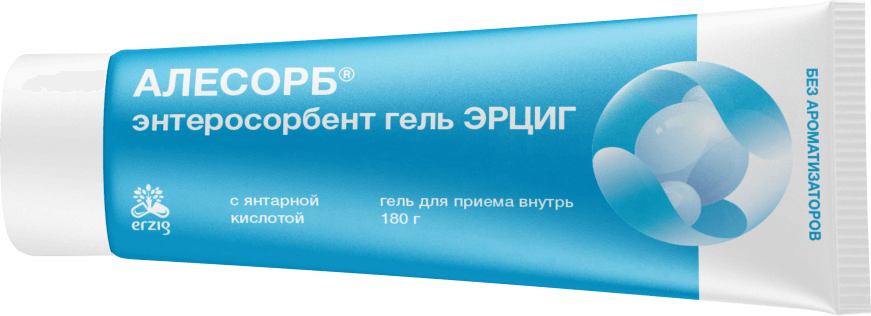 АЛЕСОРБ®
энтеросорбент гель ЭРЦИГ
с янтарной
кислотой
гель для приема внутрь
180 г
erzig
БЕЗ АРОМАТИЗАТОРОВ